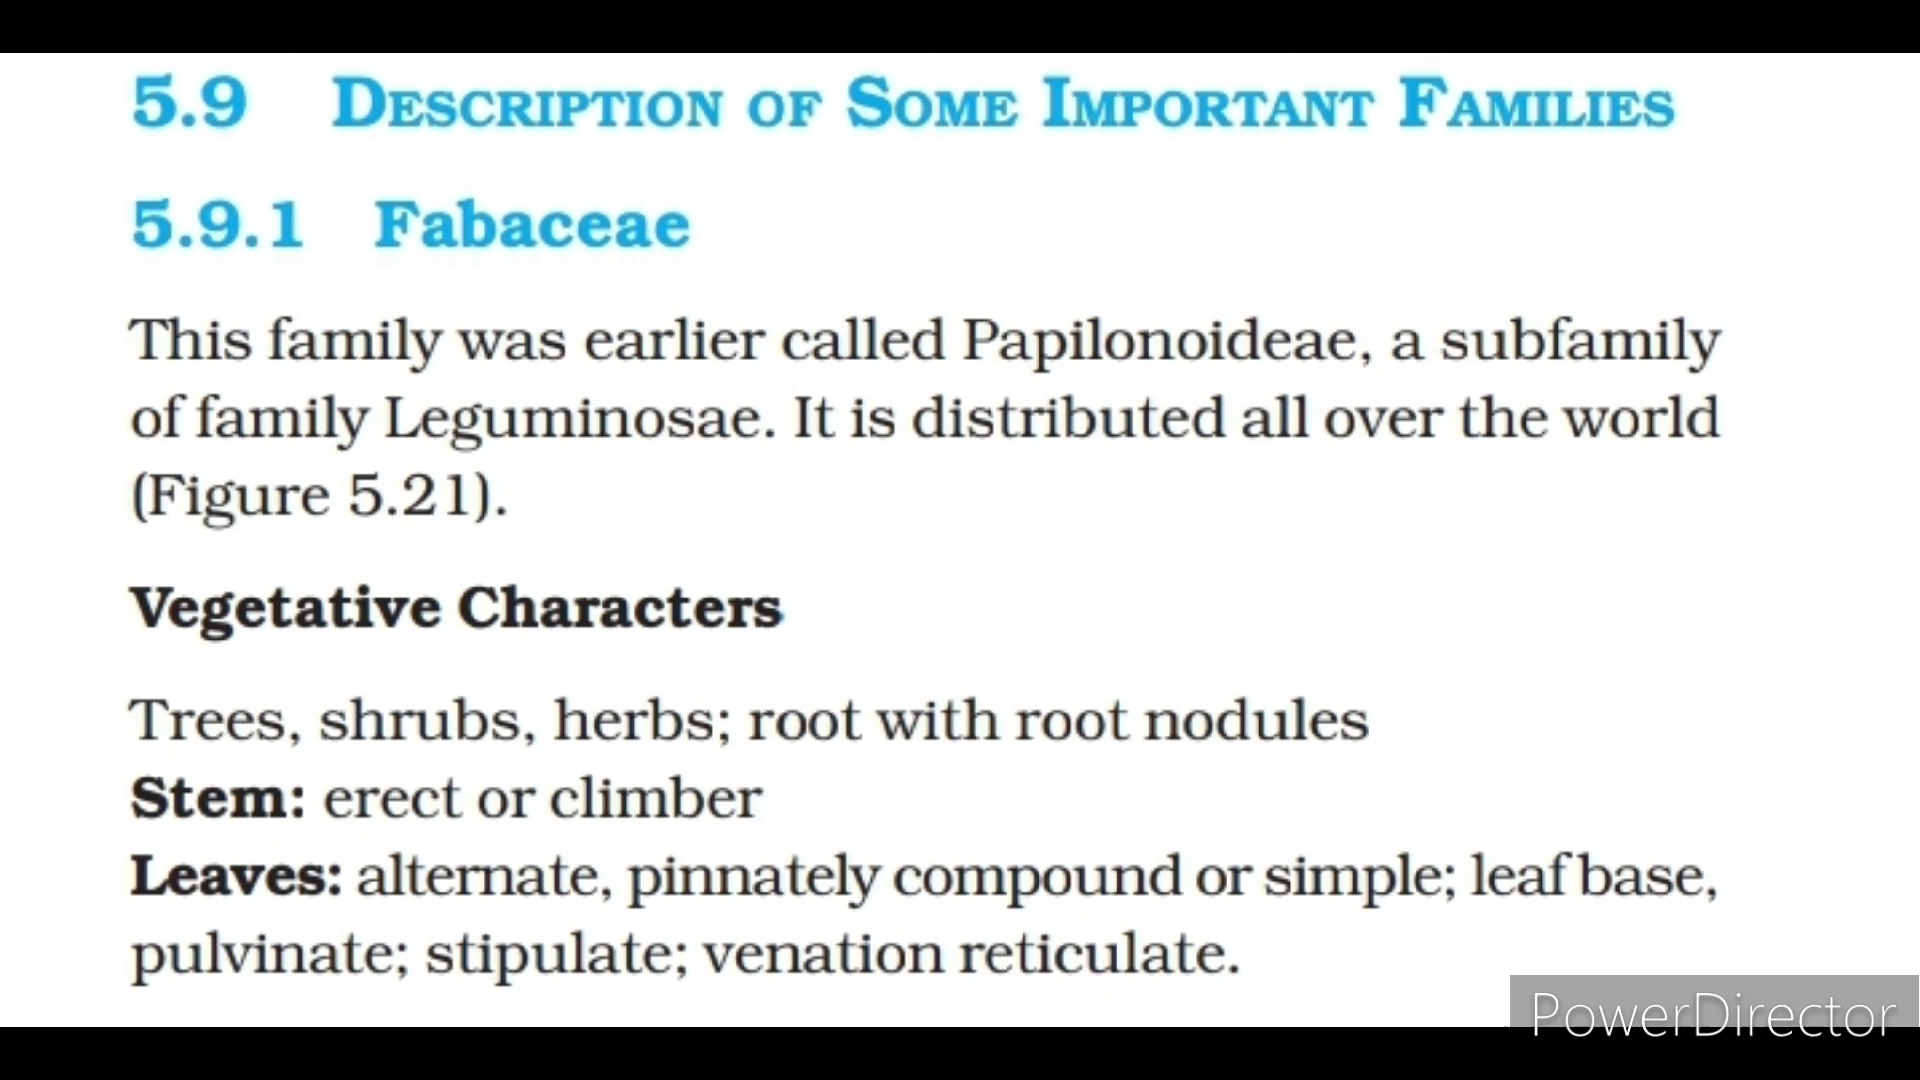 5.9 Description of Some Important Families
5.9.1 Fabaceae
This family was earlier called Papilonoideae, a subfamily
of family Leguminosae. It is distributed all over the world
(Figure 5.21).
Vegetative Characters
Trees, shrubs, herbs; root with root nodules
Stem: erect or climber
Leaves: alternate, pinnately compound or simple; leaf base,
pulvinate; stipulate; venation reticulate.
PowerDirector